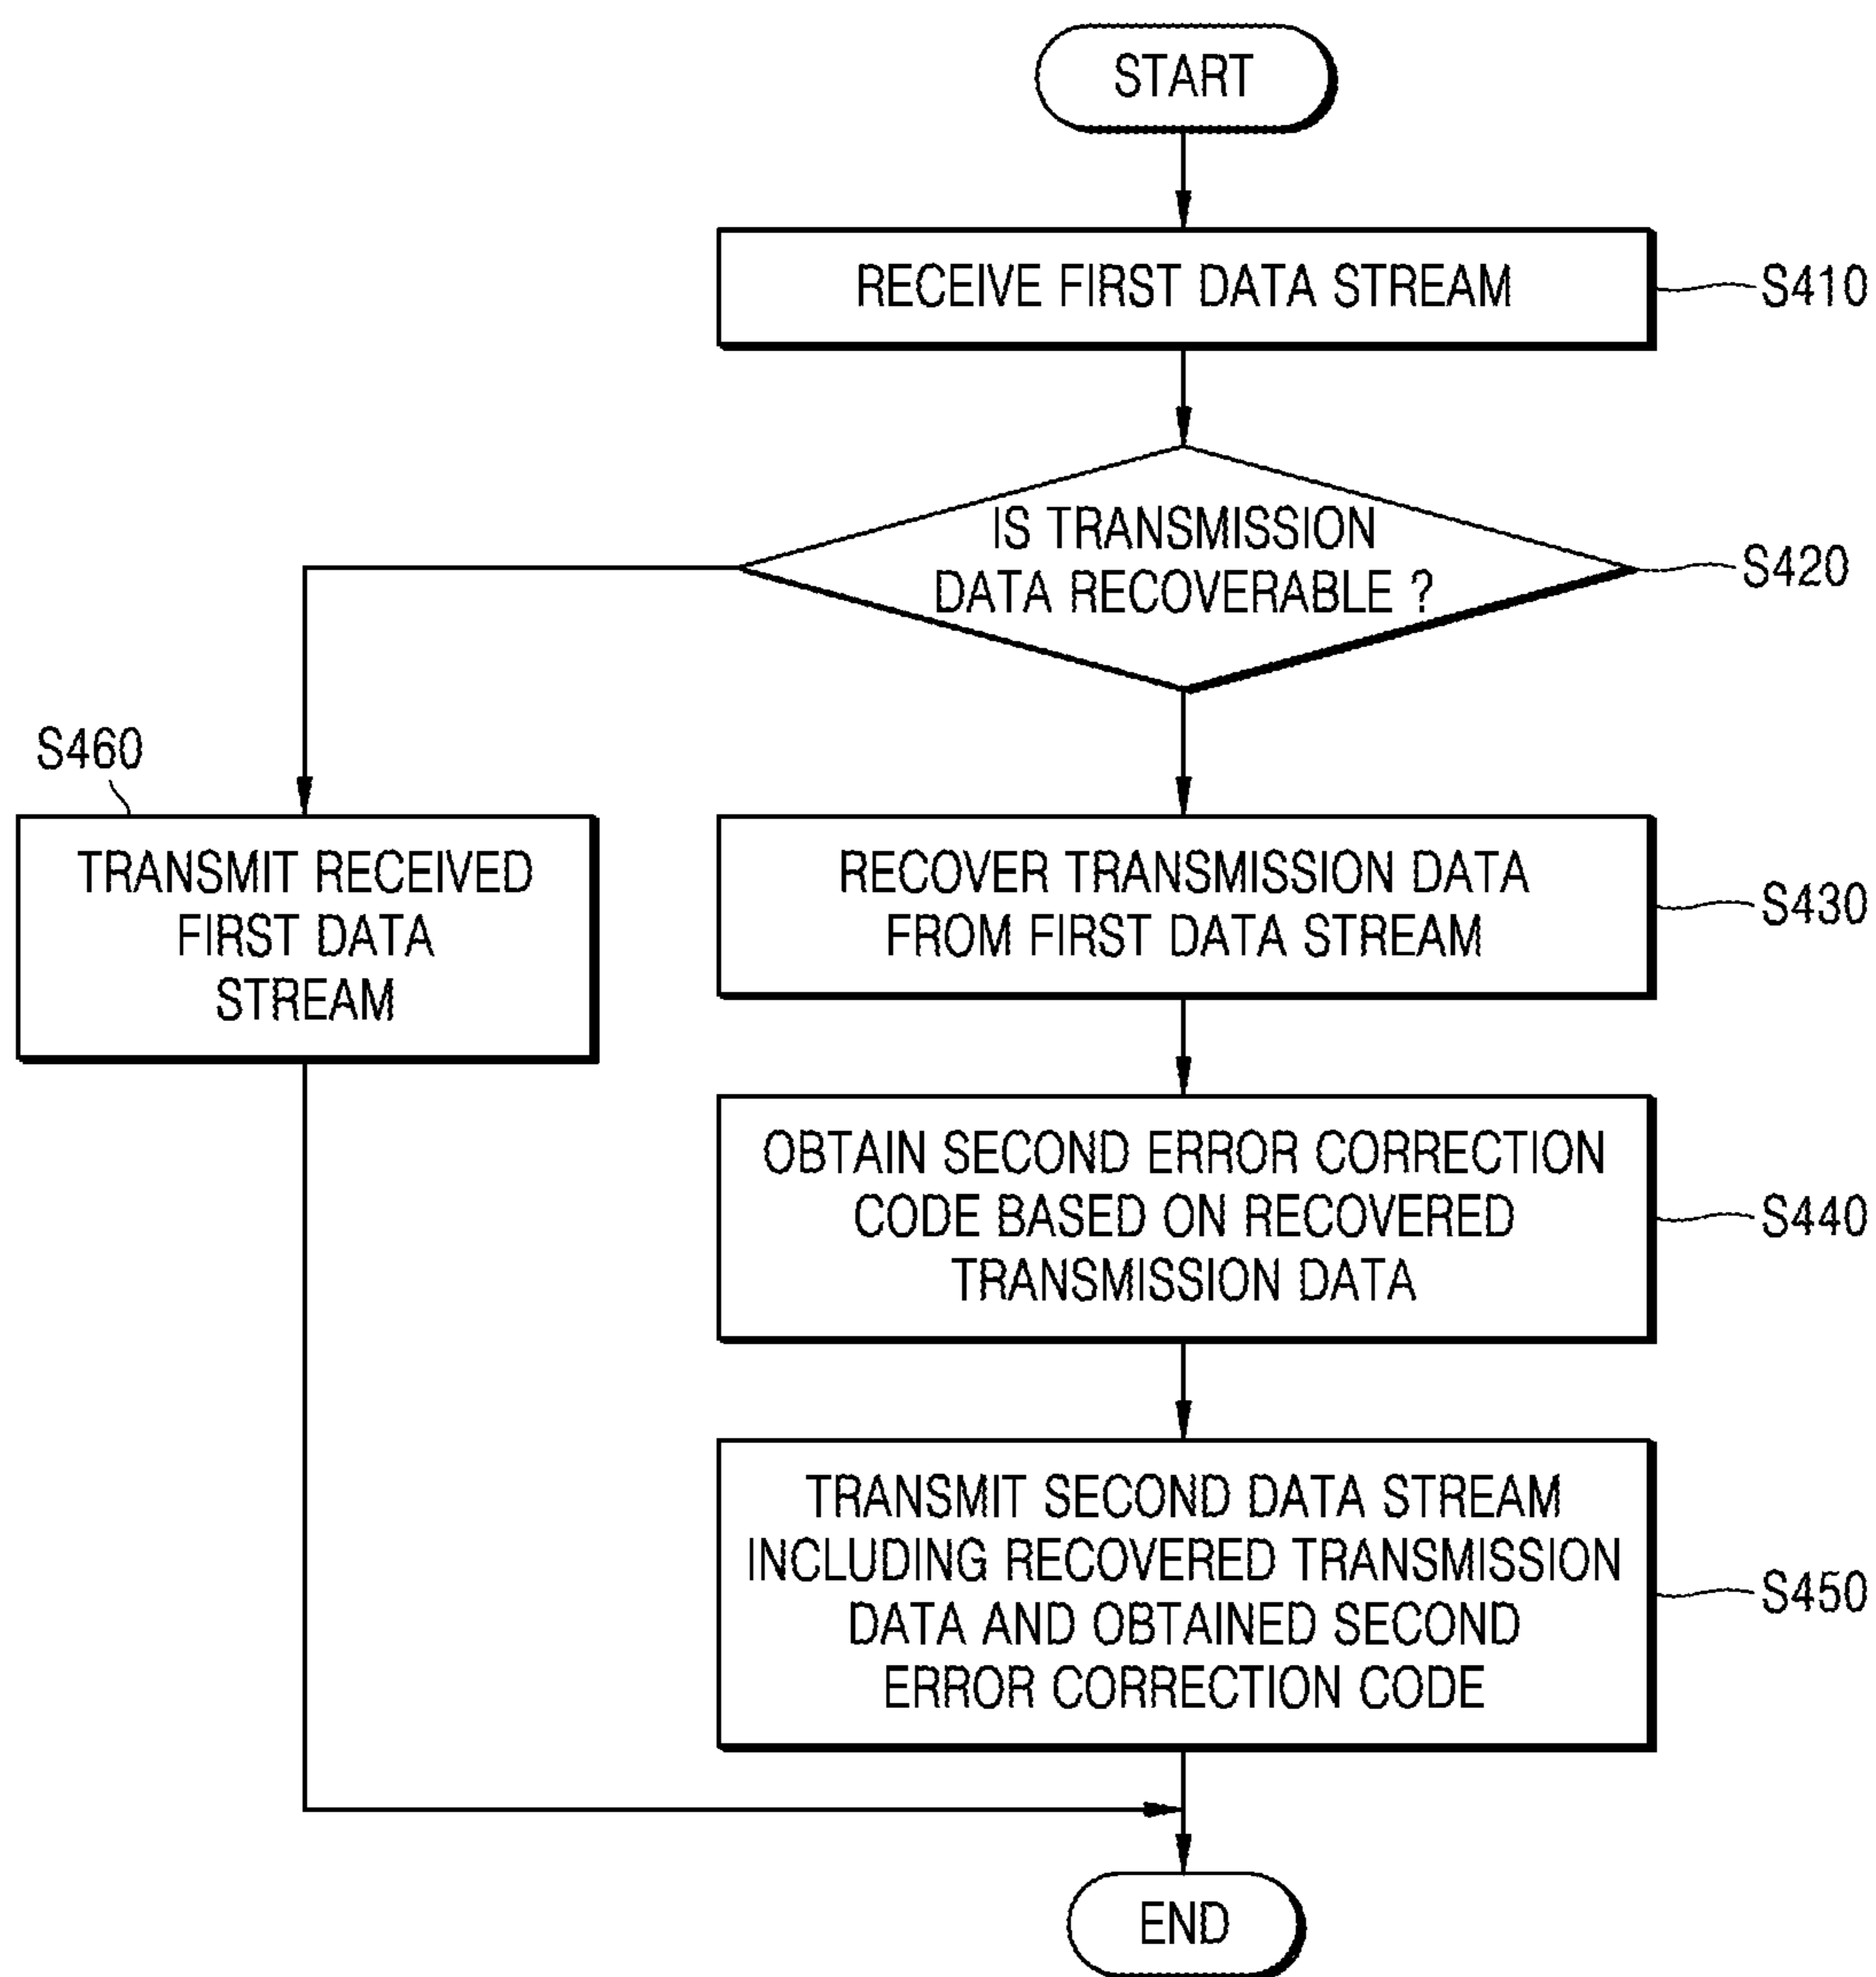 START
RECEIVE FIRST DATA STREAM
S410
IS TRANSMISSION
DATA RECOVERABLE ?
S420
S460
TRANSMIT RECEIVED
FIRST DATA
STREAM
RECOVER TRANSMISSION DATA
FROM FIRST DATA STREAM
S430
OBTAIN SECOND ERROR CORRECTION
CODE BASED ON RECOVERED
TRANSMISSION DATA
S440
TRANSMIT SECOND DATA STREAM
INCLUDING RECOVERED TRANSMISSION
DATA AND OBTAINED SECOND
ERROR CORRECTION CODE
S450
END